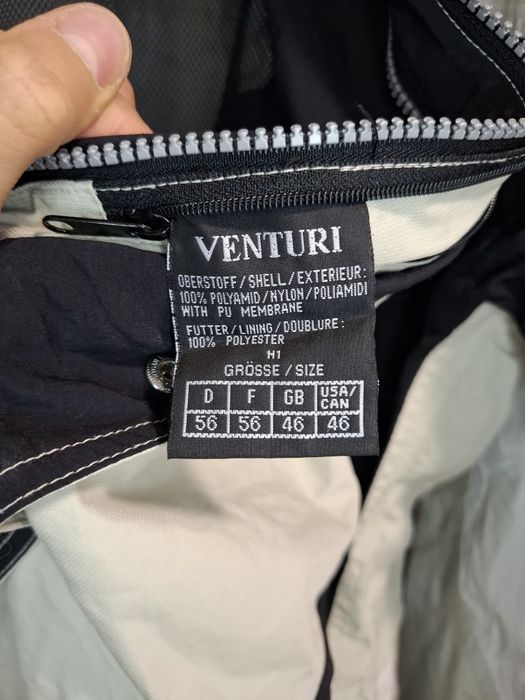 VENTURI
OBERSTOFF/SHELL/EXTERIEUR:
100% POLYAMID/NYLON/POLIAMIDI
WITH PU MEMBRANE
FUTTER/LINING/DOUBLURE:
100% POLYESTER
H1
GRÖSSE/SIZE
D F GB USA/CAN
56 56 46 46